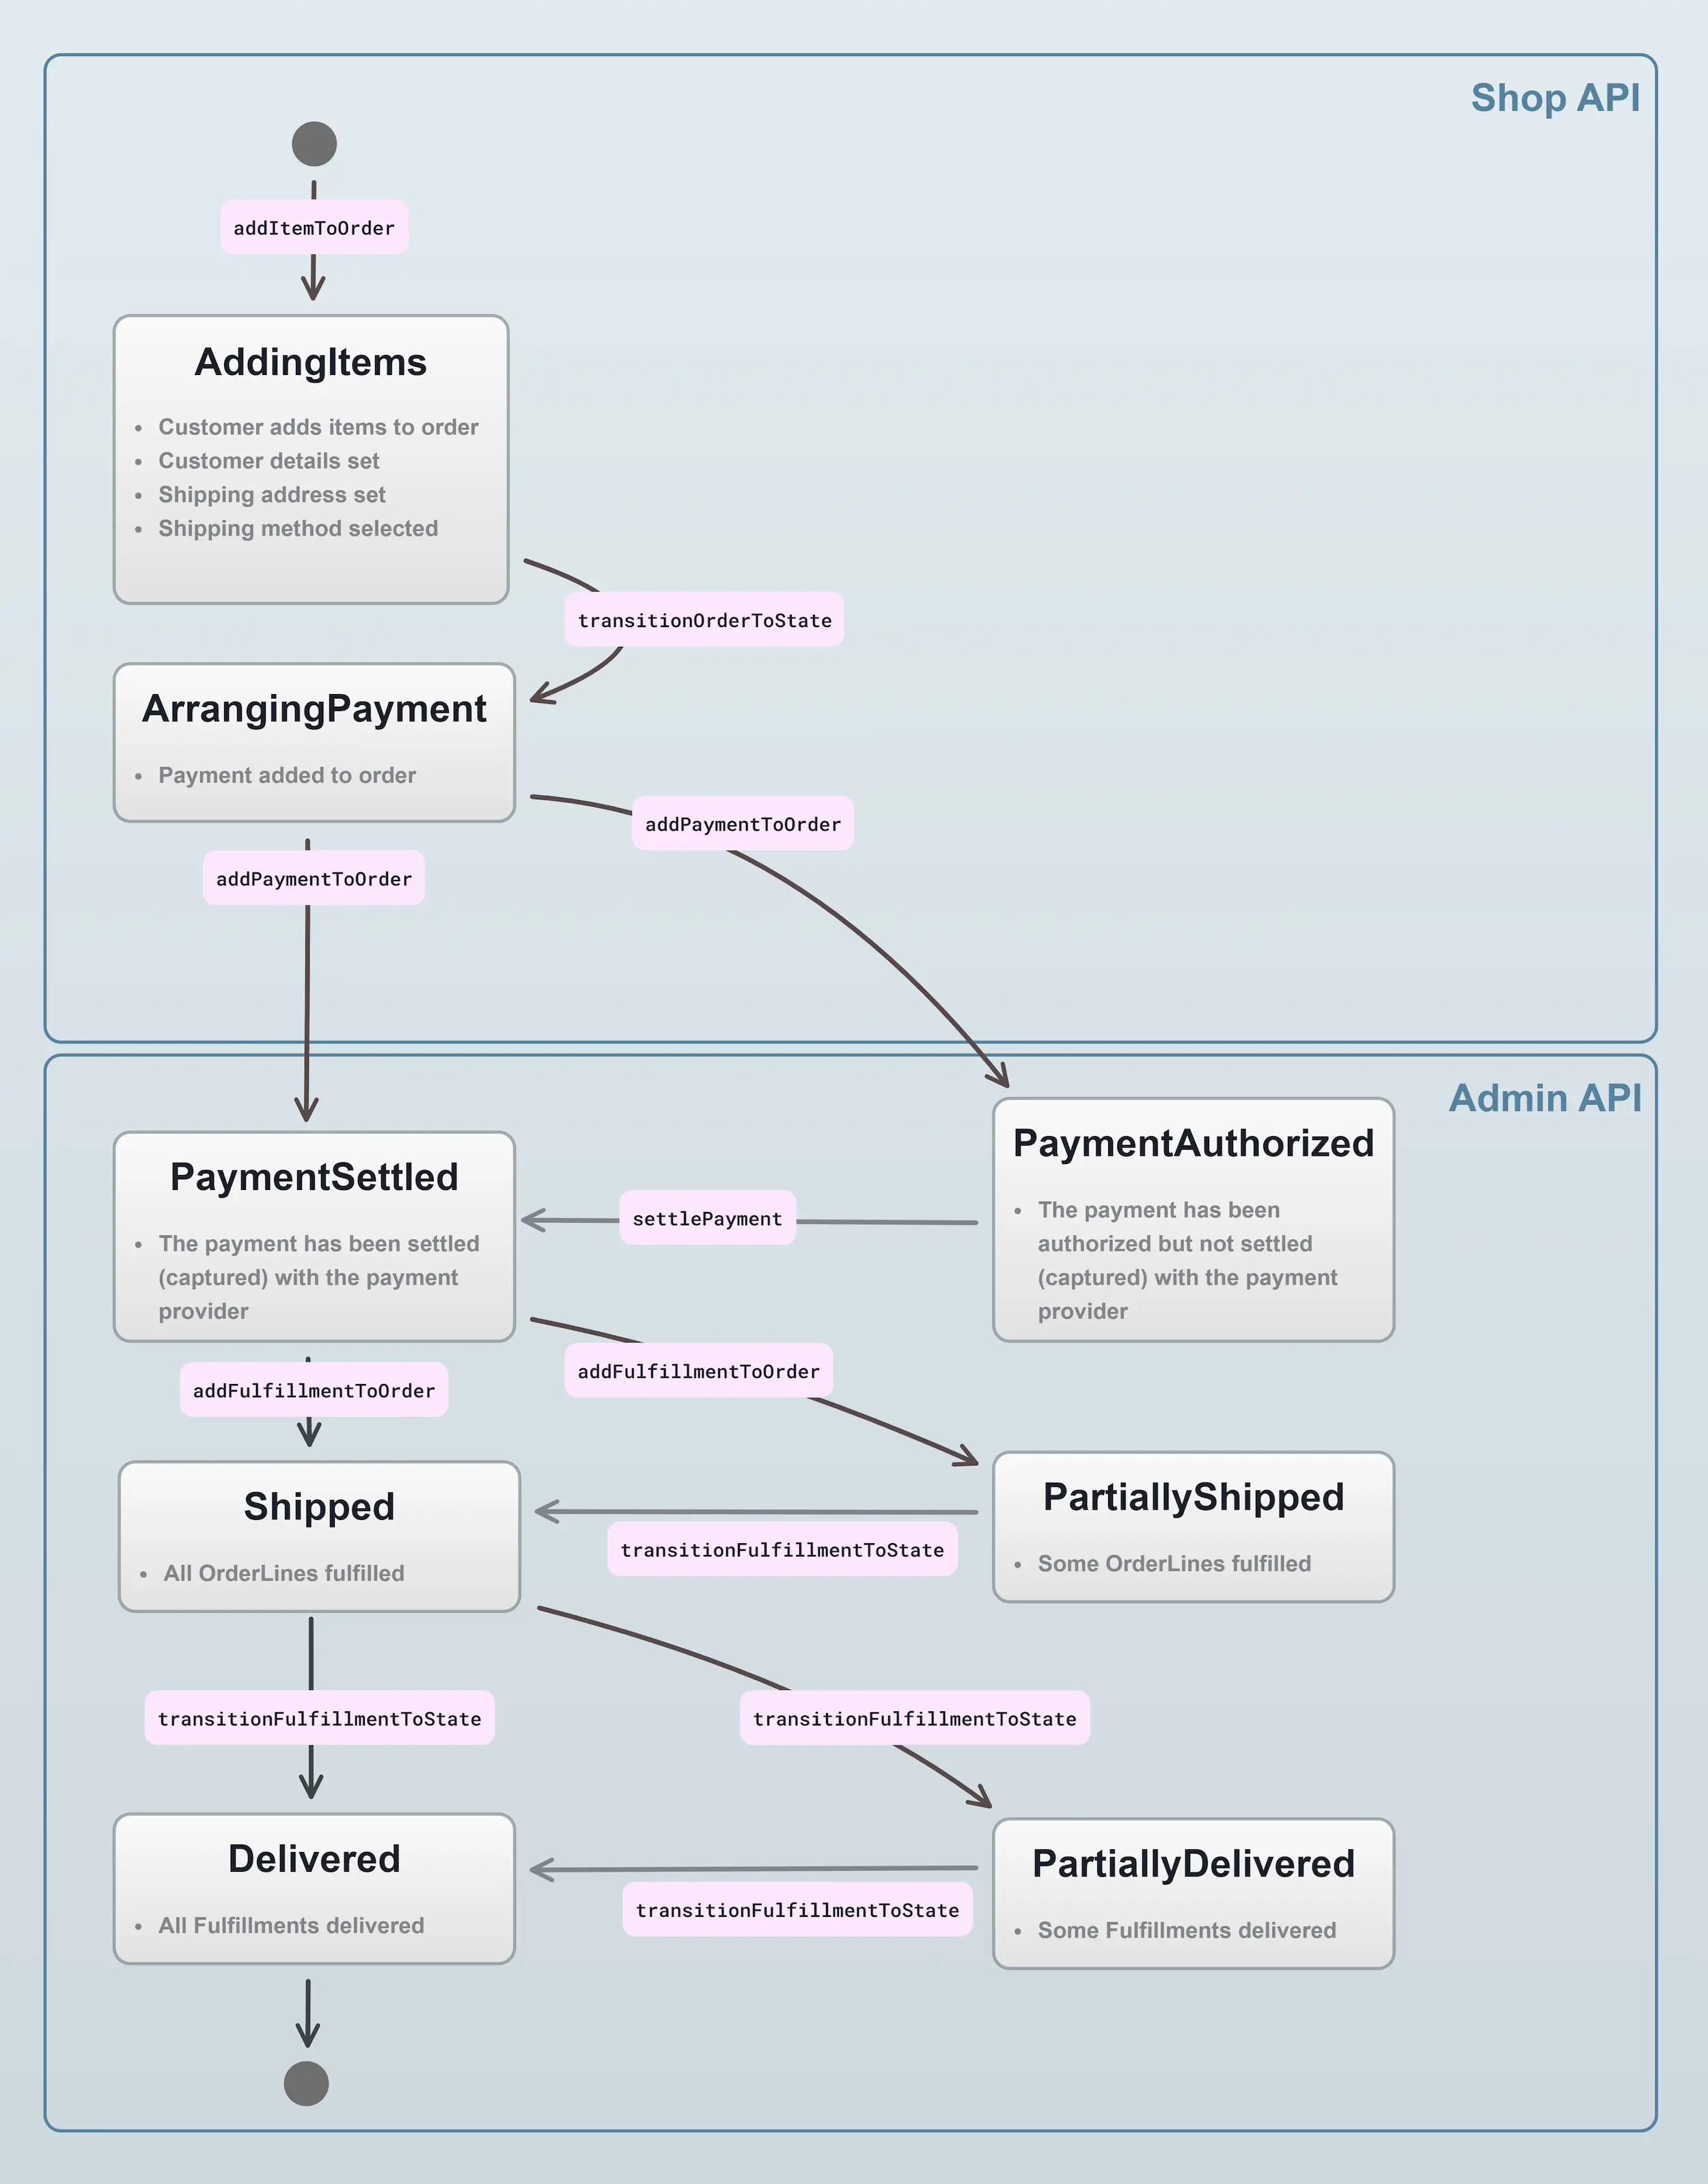 Shop API
addItemToOrder
AddingItems
• Customer adds items to order
• Customer details set
• Shipping address set
• Shipping method selected
transitionOrderToState
ArrangingPayment
• Payment added to order
addPaymentToOrder
addPaymentToOrder
Admin API
PaymentAuthorized
• The payment has been
authorized but not settled
(captured) with the payment
provider
PaymentSettled
• The payment has been settled
(captured) with the payment
provider
settlePayment
addFulfillmentToOrder
addFulfillmentToOrder
Shipped
• All OrderLines fulfilled
PartiallyShipped
• Some OrderLines fulfilled
transitionFulfillmentToState
transitionFulfillmentToState
transitionFulfillmentToState
Delivered
• All Fulfillments delivered
PartiallyDelivered
• Some Fulfillments delivered
transitionFulfillmentToState